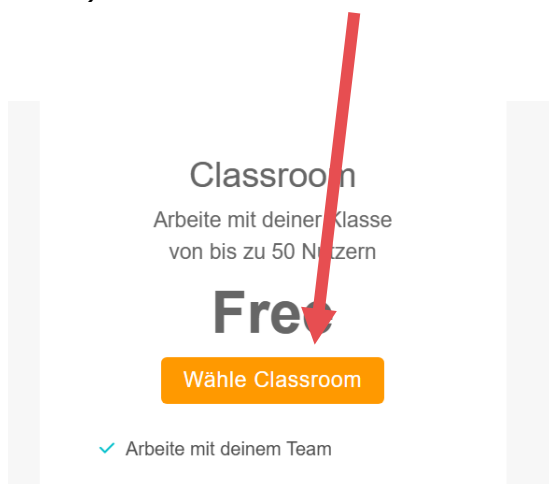 Classroom
Arbeite mit deiner Klasse
von bis zu 50 Nutzern
Free
Wähle Classroom
Arbeite mit deinem Team